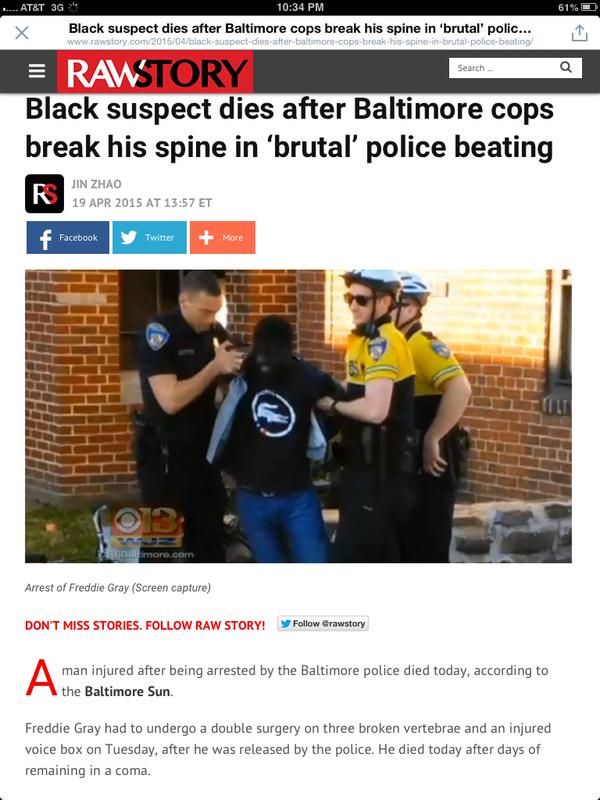 AT&T 3G 10:34 PM 61%
Black suspect dies after Baltimore cops break his spine in ‘brutal’ polic...
www.rawstory.com/2015/04/black-suspect-dies-after-baltimore-cops-break-his-spine-in-brutal-police-beating/
RAWSTORY
Search ...
Black suspect dies after Baltimore cops
break his spine in ‘brutal’ police beating
RS
JIN ZHAO
19 APR 2015 AT 13:57 ET
Facebook Twitter More
13
WJZ
Arrest of Freddie Gray (Screen capture)
DON'T MISS STORIES. FOLLOW RAW STORY! Follow @rawstory
A man injured after being arrested by the Baltimore police died today, according to
the Baltimore Sun.
Freddie Gray had to undergo a double surgery on three broken vertebrae and an injured
voice box on Tuesday, after he was released by the police. He died today after days of
remaining in a coma.